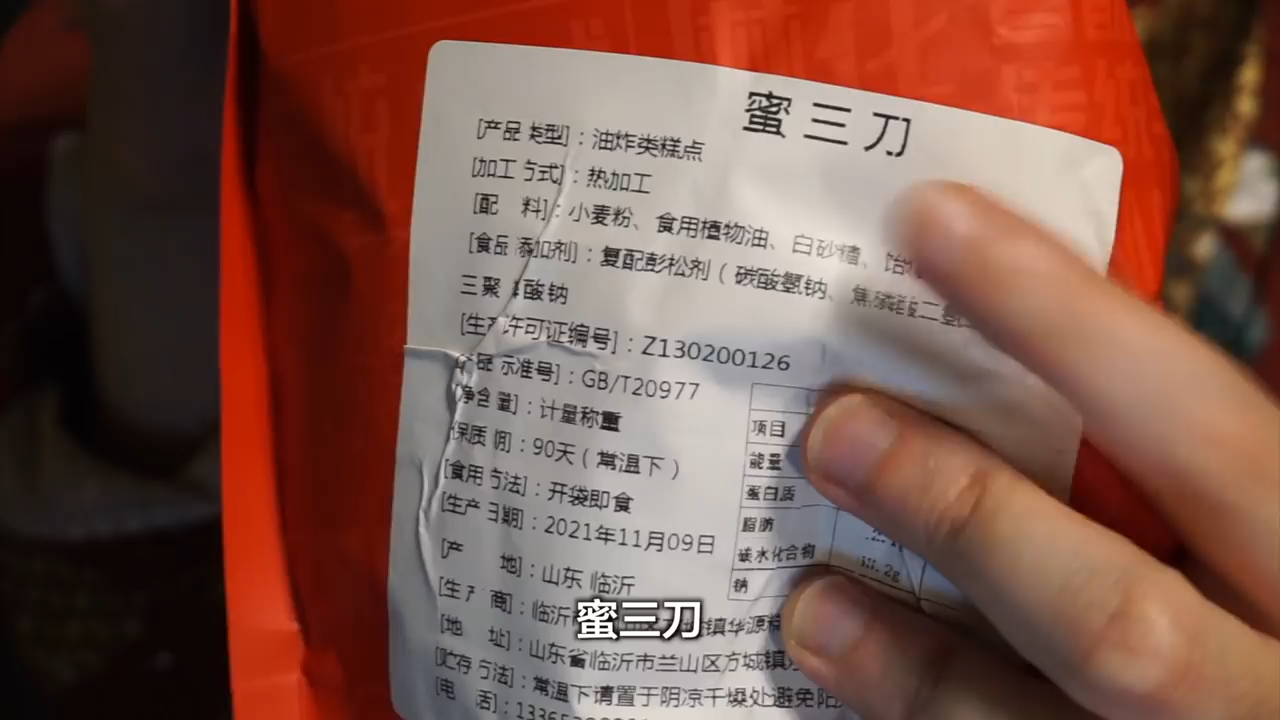 蜜三刀
[产品类型]：油炸类糕点
[加工方式]：热加工
[配 料]：小麦粉、食用植物油、白砂糖、饴
[食品添加剂]：复配彭松剂（碳酸氢钠、焦磷酸二氢
三聚 酸钠
[生产许可证编号]：Z130200126
产品标准号]：GB/T20977
净含量]：计量称重
保质 期]：90天（常温下）
[食用方法]：开袋即食
[生产日期]：2021年11月09日
[产 地]：山东 临沂
[生产 商]：临沂 镇华源
[地 址]：山东省临沂市兰山区方城镇
[贮存方法]：常温下请置于阴凉干燥处避免阳
[电 话]：13365
项目
能量
蛋白质
脂肪
碳水化合物
钠
蜜三刀